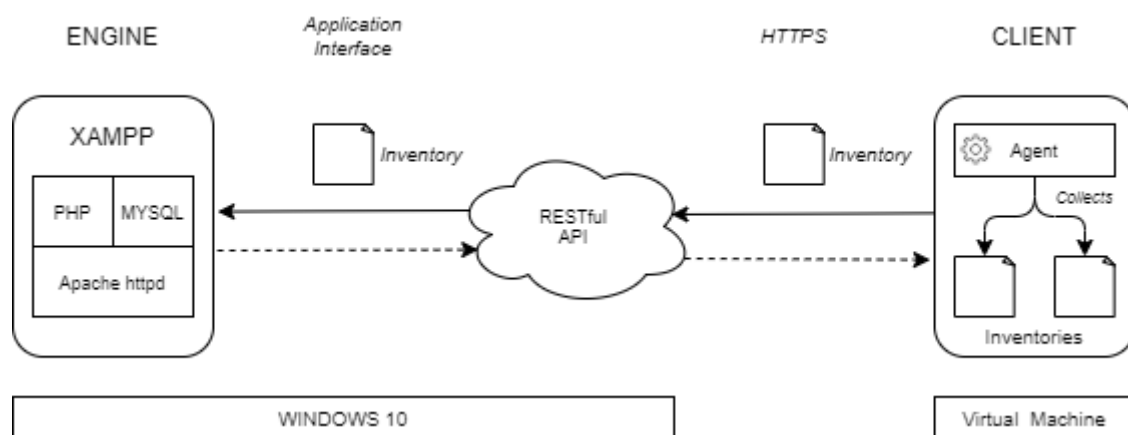 ENGINE
Application
Interface
HTTPS
CLIENT
XAMPP
Inventory
Inventory
Agent
PHP
MYSQL
Collects
RESTful
API
Apache httpd
Inventories
WINDOWS 10
Virtual Machine